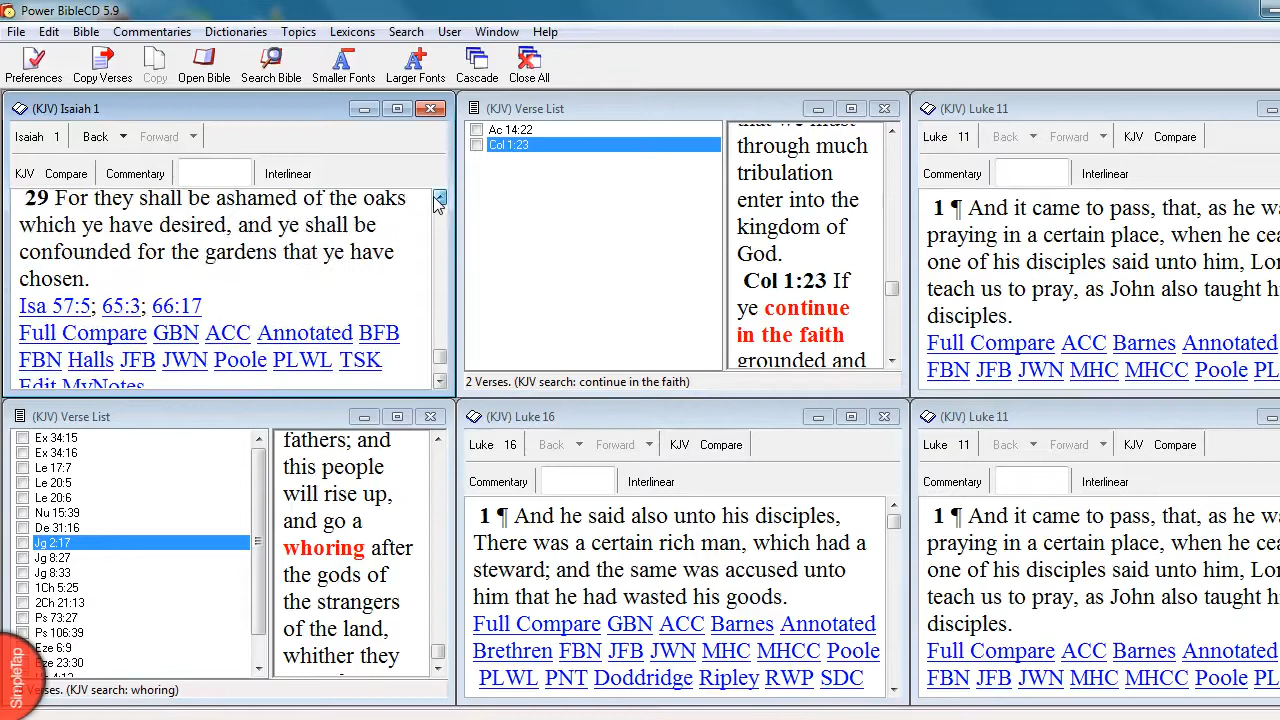 Power BibleCD 5.9
File Edit Bible Commentaries Dictionaries Topics Lexicons Search User Window Help
Preferences Copy Verses Copy Open Bible Search Bible Smaller Fonts Larger Fonts Cascade Close All
(KJV) Isaiah 1
Isaiah 1 Back Forward
KJV Compare Commentary Interlinear
29 For they shall be ashamed of the oaks
which ye have desired, and ye shall be
confounded for the gardens that ye have
chosen.
Isa 57:5; 65:3; 66:17
Full Compare GBN ACC Annotated BFB
FBN Halls JFB JWN Poole PLWL TSK
Edit MyNotes
(KJV) Verse List
Ac 14:22
Col 1:23
that we must
through much
tribulation
enter into the
kingdom of
God.
Col 1:23 If
ye continue
in the faith
grounded and
2 Verses. (KJV search: continue in the faith)
(KJV) Luke 11
Luke 11 Back Forward KJV Compare
Commentary Interlinear
1 ¶ And it came to pass, that, as he wa
praying in a certain place, when he cea
one of his disciples said unto him, Lor
teach us to pray, as John also taught hi
disciples.
Full Compare ACC Barnes Annotated
FBN JFB JWN MHC MHCC Poole PL
(KJV) Verse List
Ex 34:15
Ex 34:16
Le 17:7
Le 20:5
Le 20:6
Nu 15:39
De 31:16
Jg 2:17
Jg 8:27
Jg 8:33
1Ch 5:25
2Ch 21:13
Ps 73:27
Ps 106:39
Eze 6:9
Eze 23:30
fathers; and
this people
will rise up,
and go a
whoring after
the gods of
the strangers
of the land,
whither they
Verses. (KJV search: whoring)
SimpleTap
(KJV) Luke 16
Luke 16 Back Forward KJV Compare
Commentary Interlinear
1 ¶ And he said also unto his disciples,
There was a certain rich man, which had a
steward; and the same was accused unto
him that he had wasted his goods.
Full Compare GBN ACC Barnes Annotated
Brethren FBN JFB JWN MHC MHCC Poole
PLWL PNT Doddridge Ripley RWP SDC
(KJV) Luke 11
Luke 11 Back Forward KJV Compare
Commentary Interlinear
1 ¶ And it came to pass, that, as he wa
praying in a certain place, when he cea
one of his disciples said unto him, Lor
teach us to pray, as John also taught hi
disciples.
Full Compare ACC Barnes Annotated
FBN JFB JWN MHC MHCC Poole PL